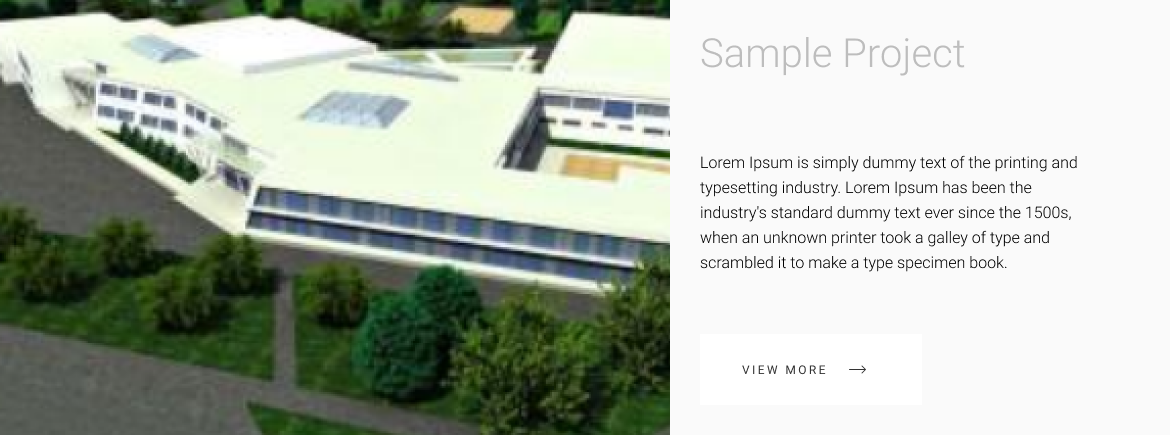 Sample Project
Lorem Ipsum is simply dummy text of the printing and
typesetting industry. Lorem Ipsum has been the
industry's standard dummy text ever since the 1500s,
when an unknown printer took a galley of type and
scrambled it to make a type specimen book.
VIEW MORE